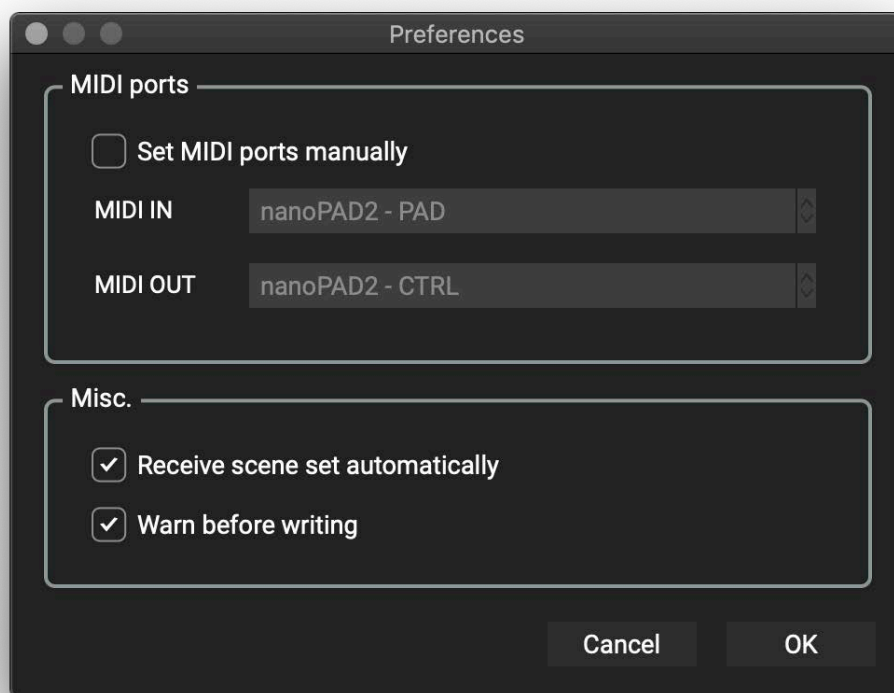 Preferences
MIDI ports
Set MIDI ports manually
MIDI IN nanoPAD2 - PAD
MIDI OUT nanoPAD2 - CTRL
Misc.
Receive scene set automatically
Warn before writing
Cancel OK